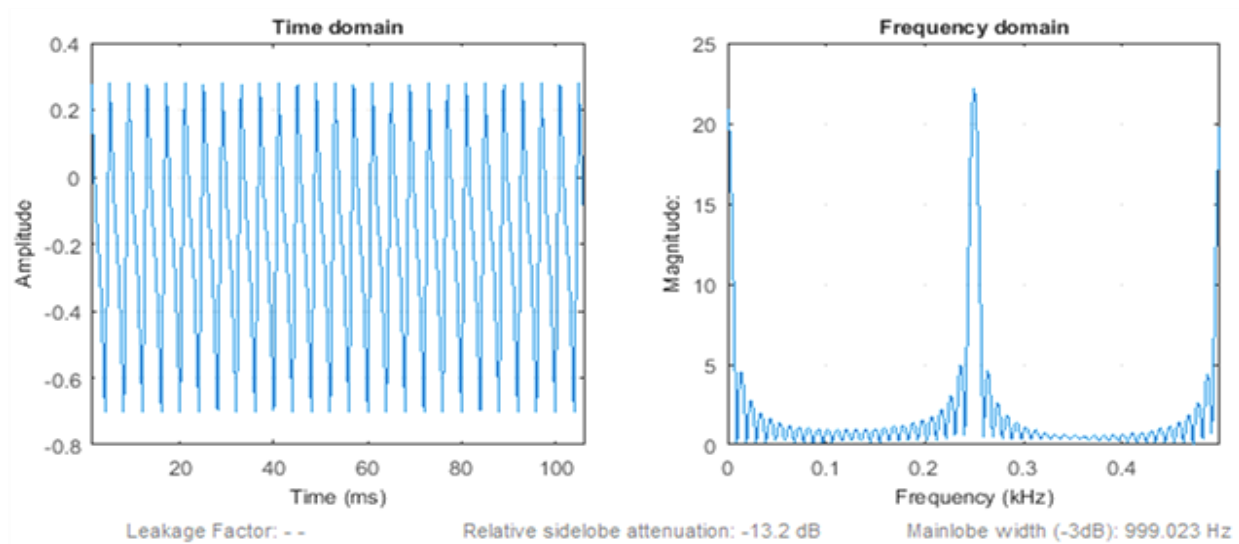 Time domain
Frequency domain
0.4
0.2
0
-0.2
-0.4
-0.6
-0.8
Amplitude
20
40
60
80
100
Time (ms)
25
20
15
10
5
0
Magnitude:
0
0.1
0.2
0.3
0.4
Frequency (kHz)
Leakage Factor: - -
Relative sidelobe attenuation: -13.2 dB
Mainlobe width (-3dB): 999.023 Hz